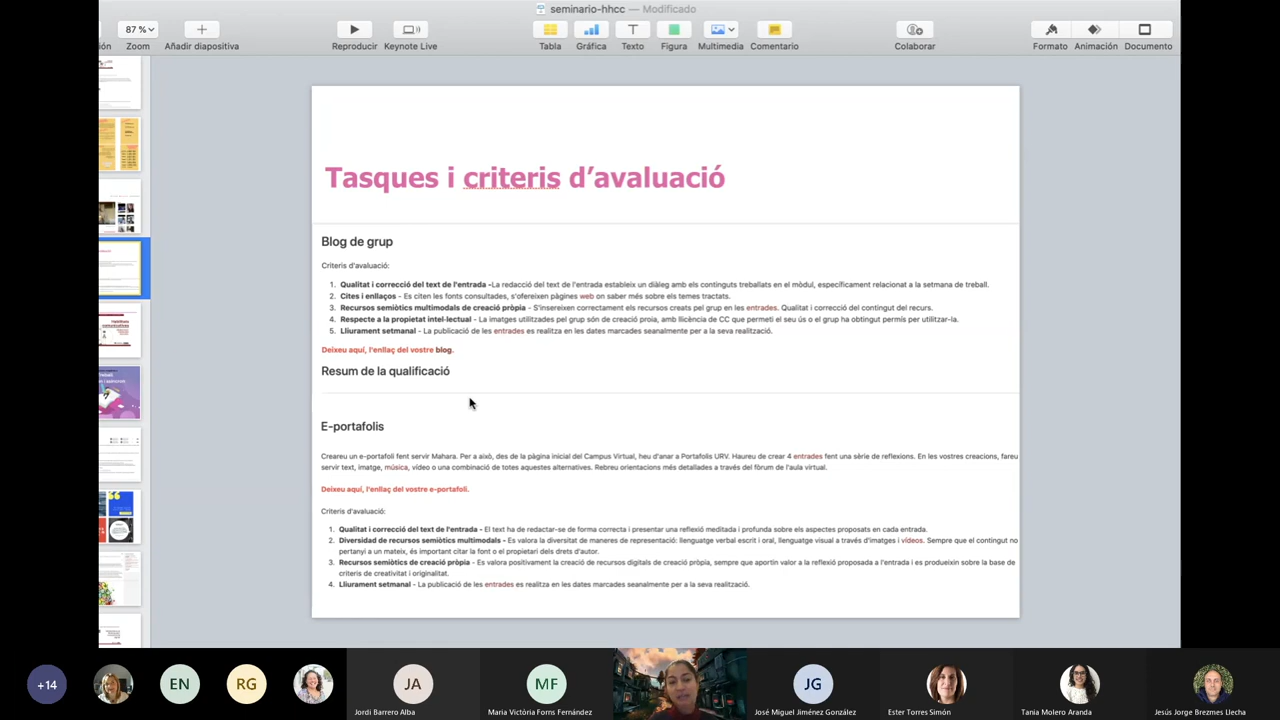 seminario-hhcc — Modificado
87 %
ión
Zoom
Añadir diapositiva
Reproducir
Keynote Live
Tabla
Gráfica
Texto
Figura
Multimedia
Comentario
Colaborar
Formato
Animación
Documento
Tasques i criteris d’avaluació
Blog de grup
Criteris d'avaluació:
1. Qualitat i correcció del text de l'entrada -La redacció del text de l'entrada estableix un diàleg amb els continguts treballats en el mòdul, específicament relacionat a la semana de treball.
2. Cites i enllaços - Es citen les fonts consultades, s'ofereixen pàgines web on saber més sobre els temes tractats.
3. Recursos semiòtics multimodals de creació pròpia - S'insereixen correctament els recursos creats pel grup en les entrades. Qualitat i correcció del contingut del recurs.
4. Respecte a la propietat intel·lectual - La imatges utilitzades pel grup són de creació proia, amb llicència de CC que permeti el seu ús o el grup ha obtingut permís per utilitzar-la.
5. Lliurament setmanal - La publicació de les entrades es realitza en les dates marcades seanalmente per a la seva realització.
Deixeu aquí, l'enllaç del vostre blog.
Resum de la qualificació
E-portafolis
Creareu un e-portafoli fent servir Mahara. Per a això, des de la pàgina inicial del Campus Virtual, heu d'anar a Portafolis URV. Haureu de crear 4 entrades fent una sèrie de reflexions. En les vostres creacions, fareu
servir text, imatge, música, vídeo o una combinació de totes aquestes alternatives. Rebreu orientacions més detallades a través del fòrum de l'aula virtual.
Deixeu aquí, l'enllaç del vostre e-portafoli.
Criteris d'avaluació:
1. Qualitat i correcció del text de l'entrada - El text ha de redactar-se de forma correcta i presentar una reflexió meditada i profunda sobre els aspectes proposats en cada entrada.
2. Diversidad de recursos semiòtics multimodals - Es valora la diversitat de maneres de representació: llenguatge verbal escrit i oral, llenguatge visual a través d'imatges i vídeos. Sempre que el contingut no
pertanyi a un mateix, és important citar la font o el propietari dels drets d'autor.
3. Recursos semiòtics de creació pròpia - Es valora positivament la creació de recursos digitals de creació pròpia, sempre que aportin valor a la reflexió proposada a l'entrada i es produeixin sobre la base de
criteris de creativitat i originalitat.
4. Lliurament setmanal - La publicació de les entrades es realitza en les dates marcades seanalmente per a la seva realització.
+14
EN
RG
JA
MF
JG
Jordi Barrero Alba
Maria Victòria Forns Fernández
José Miguel Jiménez González
Ester Torres Simón
Tania Molero Aranda
Jesús Jorge Brezmes Llecha